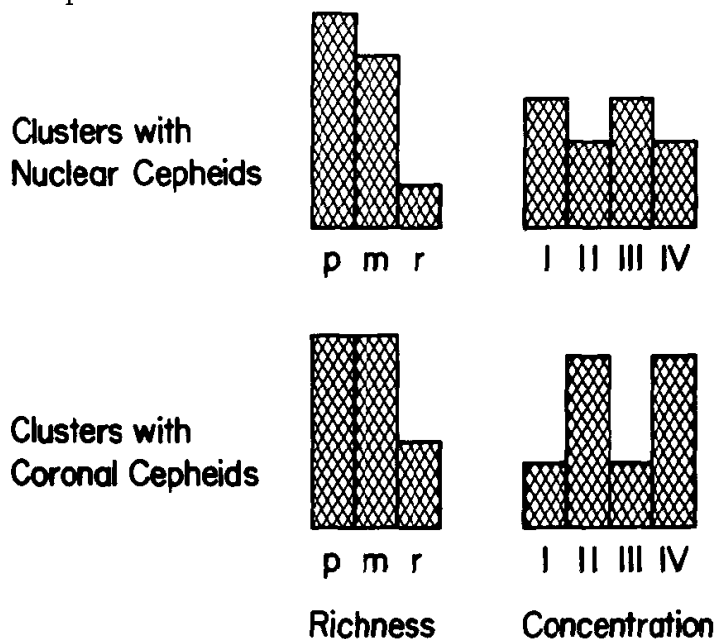 Clusters with
Nuclear Cepheids
p m r
I II III IV
Clusters with
Coronal Cepheids
p m r
I II III IV
Richness
Concentration